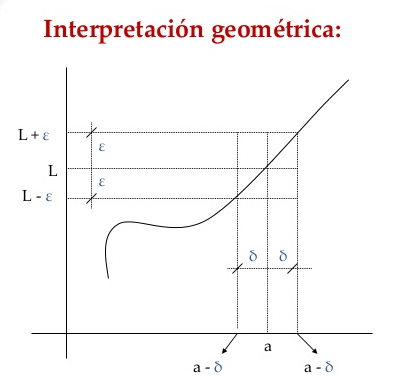 Interpretación geométrica:
L + ε
ε
L
ε
L - ε
δ δ
a
a - δ a - δ